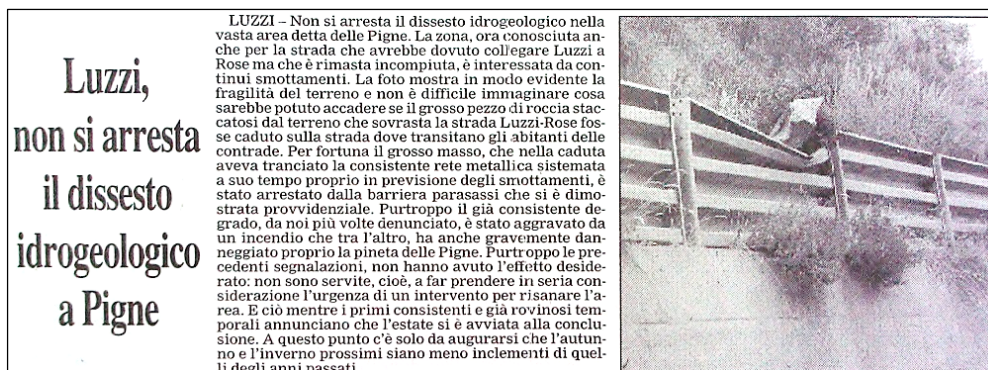 Luzzi,
non si arresta
il dissesto
idrogeologico
a Pigne
LUZZI – Non si arresta il dissesto idrogeologico nella
vasta area detta delle Pigne. La zona, ora conosciuta an-
che per la strada che avrebbe dovuto collegare Luzzi a
Rose ma che è rimasta incompiuta, è interessata da con-
tinui smottamenti. La foto mostra in modo evidente la
fragilità del terreno e non è difficile immaginare cosa
sarebbe potuto accadere se il grosso pezzo di roccia stac-
catosi dal terreno che sovrasta la strada Luzzi-Rose fos-
se caduto sulla strada dove transitano gli abitanti delle
contrade. Per fortuna il grosso masso, che nella caduta
aveva tranciato la consistente rete metallica sistemata
a suo tempo proprio in previsione degli smottamenti, è
stato arrestato dalla barriera parasassi che si è dimo-
strata provvidenziale. Purtroppo il già consistente de-
grado, da noi più volte denunciato, è stato aggravato da
un incendio che tra l'altro, ha anche gravemente dan-
neggiato proprio la pineta delle Pigne. Purtroppo le pre-
cedenti segnalazioni, non hanno avuto l'effetto deside-
rato: non sono servite, cioè, a far prendere in seria con-
siderazione l'urgenza di un intervento per risanare l'a-
rea. E ciò mentre i primi consistenti e già rovinosi tem-
porali annunciano che l'estate si è avviata alla conclu-
sione. A questo punto c'è solo da augurarsi che l'autun-
no e l'inverno prossimi siano meno inclementi di quel-
li degli anni passati